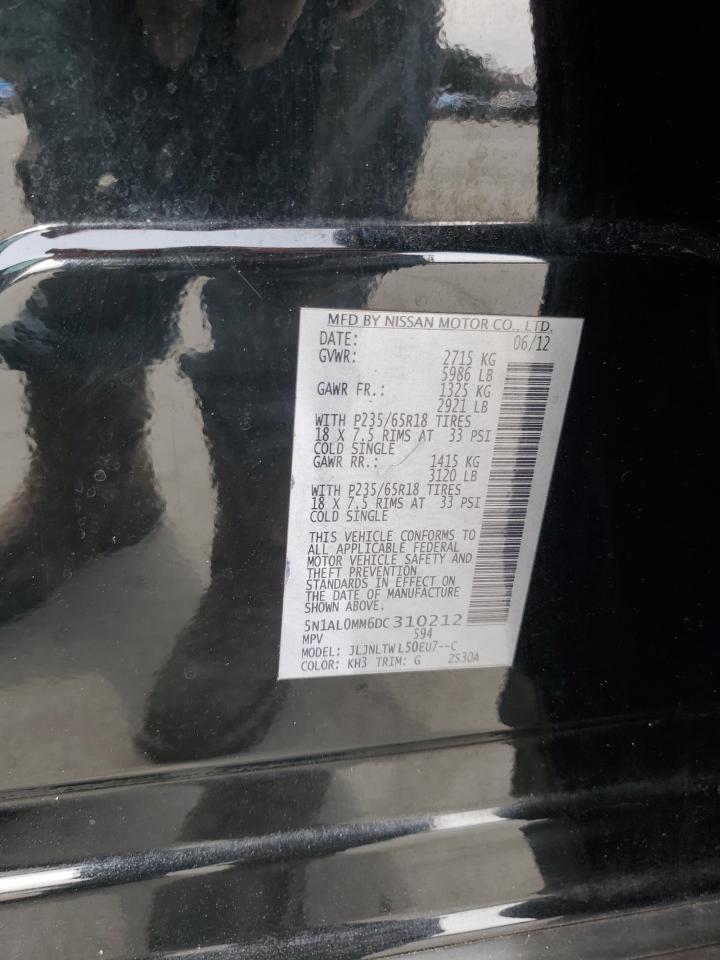 MFD BY NISSAN MOTOR CO., LTD.
DATE: 06/12
GVWR: 2715 KG
5986 LB
GAWR FR.: 1325 KG
2921 LB
WITH P235/65R18 TIRES
18 X 7.5 RIMS AT 33 PSI
COLD SINGLE
GAWR RR.: 1415 KG
3120 LB
WITH P235/65R18 TIRES
18 X 7.5 RIMS AT 33 PSI
COLD SINGLE
THIS VEHICLE CONFORMS TO
ALL APPLICABLE FEDERAL
MOTOR VEHICLE SAFETY AND
THEFT PREVENTION
STANDARDS IN EFFECT ON
THE DATE OF MANUFACTURE
SHOWN ABOVE.
5N1AL0MM6DC310212
MPV 594
MODEL: JLJNLTWL50EU7--C
COLOR: KH3 TRIM: G ZS30A